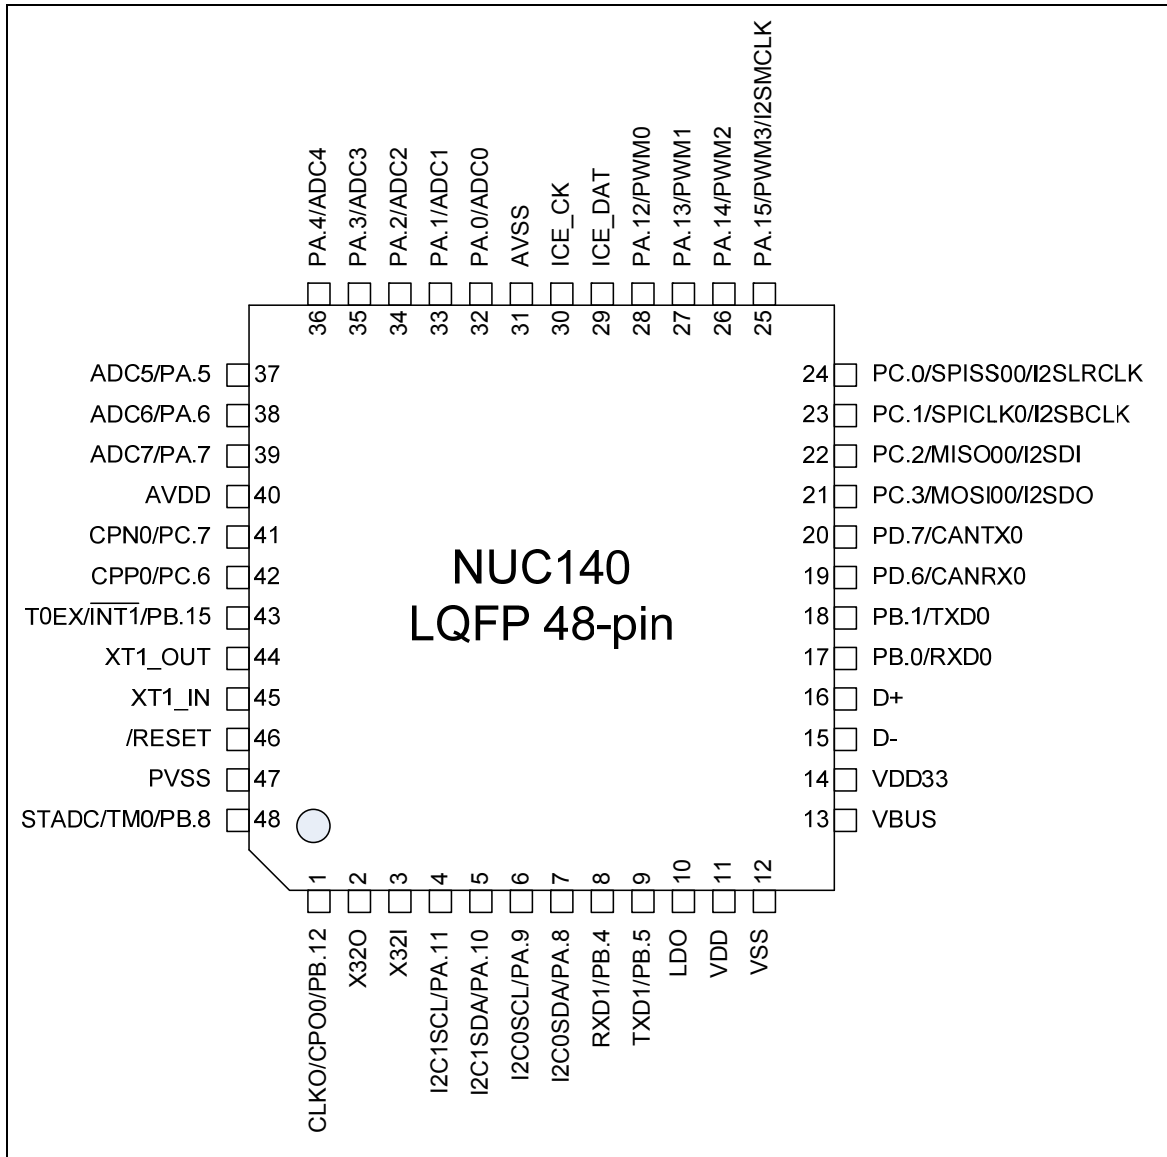 PA.4/ADC4
PA.3/ADC3
PA.2/ADC2
PA.1/ADC1
PA.0/ADC0
AVSS
ICE_CK
ICE_DAT
PA.12/PWM0
PA.13/PWM1
PA.14/PWM2
PA.15/PWM3/I2SMCLK
36 35 34 33 32 31 30 29 28 27 26 25
ADC5/PA.5 37
ADC6/PA.6 38
ADC7/PA.7 39
AVDD 40
CPN0/PC.7 41
CPP0/PC.6 42
T0EX/I̅N̅T̅1̅/PB.15 43
XT1_OUT 44
XT1_IN 45
/RESET 46
PVSS 47
STADC/TM0/PB.8 48
NUC140
LQFP 48-pin
24 PC.0/SPISS00/I2SLRCLK
23 PC.1/SPICLK0/I2SBCLK
22 PC.2/MISO00/I2SDI
21 PC.3/MOSI00/I2SDO
20 PD.7/CANTX0
19 PD.6/CANRX0
18 PB.1/TXD0
17 PB.0/RXD0
16 D+
15 D-
14 VDD33
13 VBUS
1 2 3 4 5 6 7 8 9 10 11 12
CLKO/CPO0/PB.12
X32O
X32I
I2C1SCL/PA.11
I2C1SDA/PA.10
I2C0SCL/PA.9
I2C0SDA/PA.8
RXD1/PB.4
TXD1/PB.5
LDO
VDD
VSS